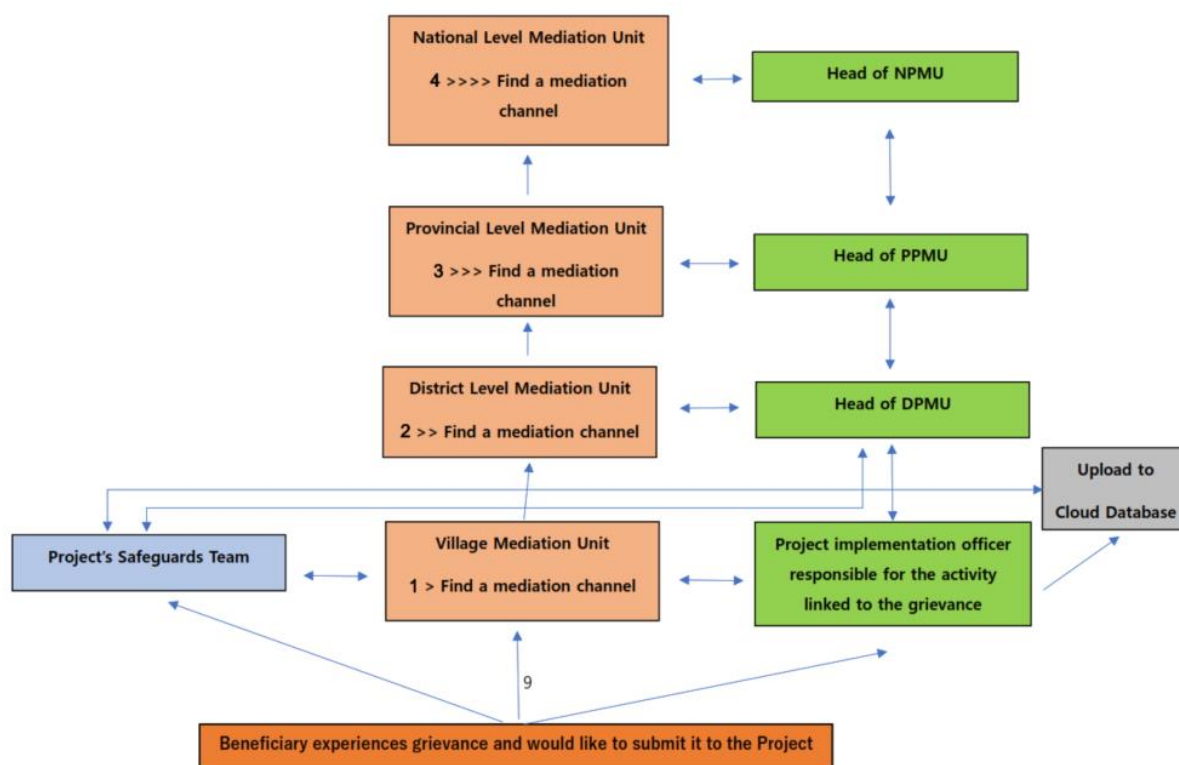 National Level Mediation Unit
4 >>>> Find a mediation
channel
Head of NPMU
Provincial Level Mediation Unit
3 >>> Find a mediation
channel
Head of PPMU
District Level Mediation Unit
2 >> Find a mediation channel
Head of DPMU
Upload to
Cloud Database
Project's Safeguards Team
Village Mediation Unit
1 > Find a mediation channel
Project implementation officer
responsible for the activity
linked to the grievance
9
Beneficiary experiences grievance and would like to submit it to the Project